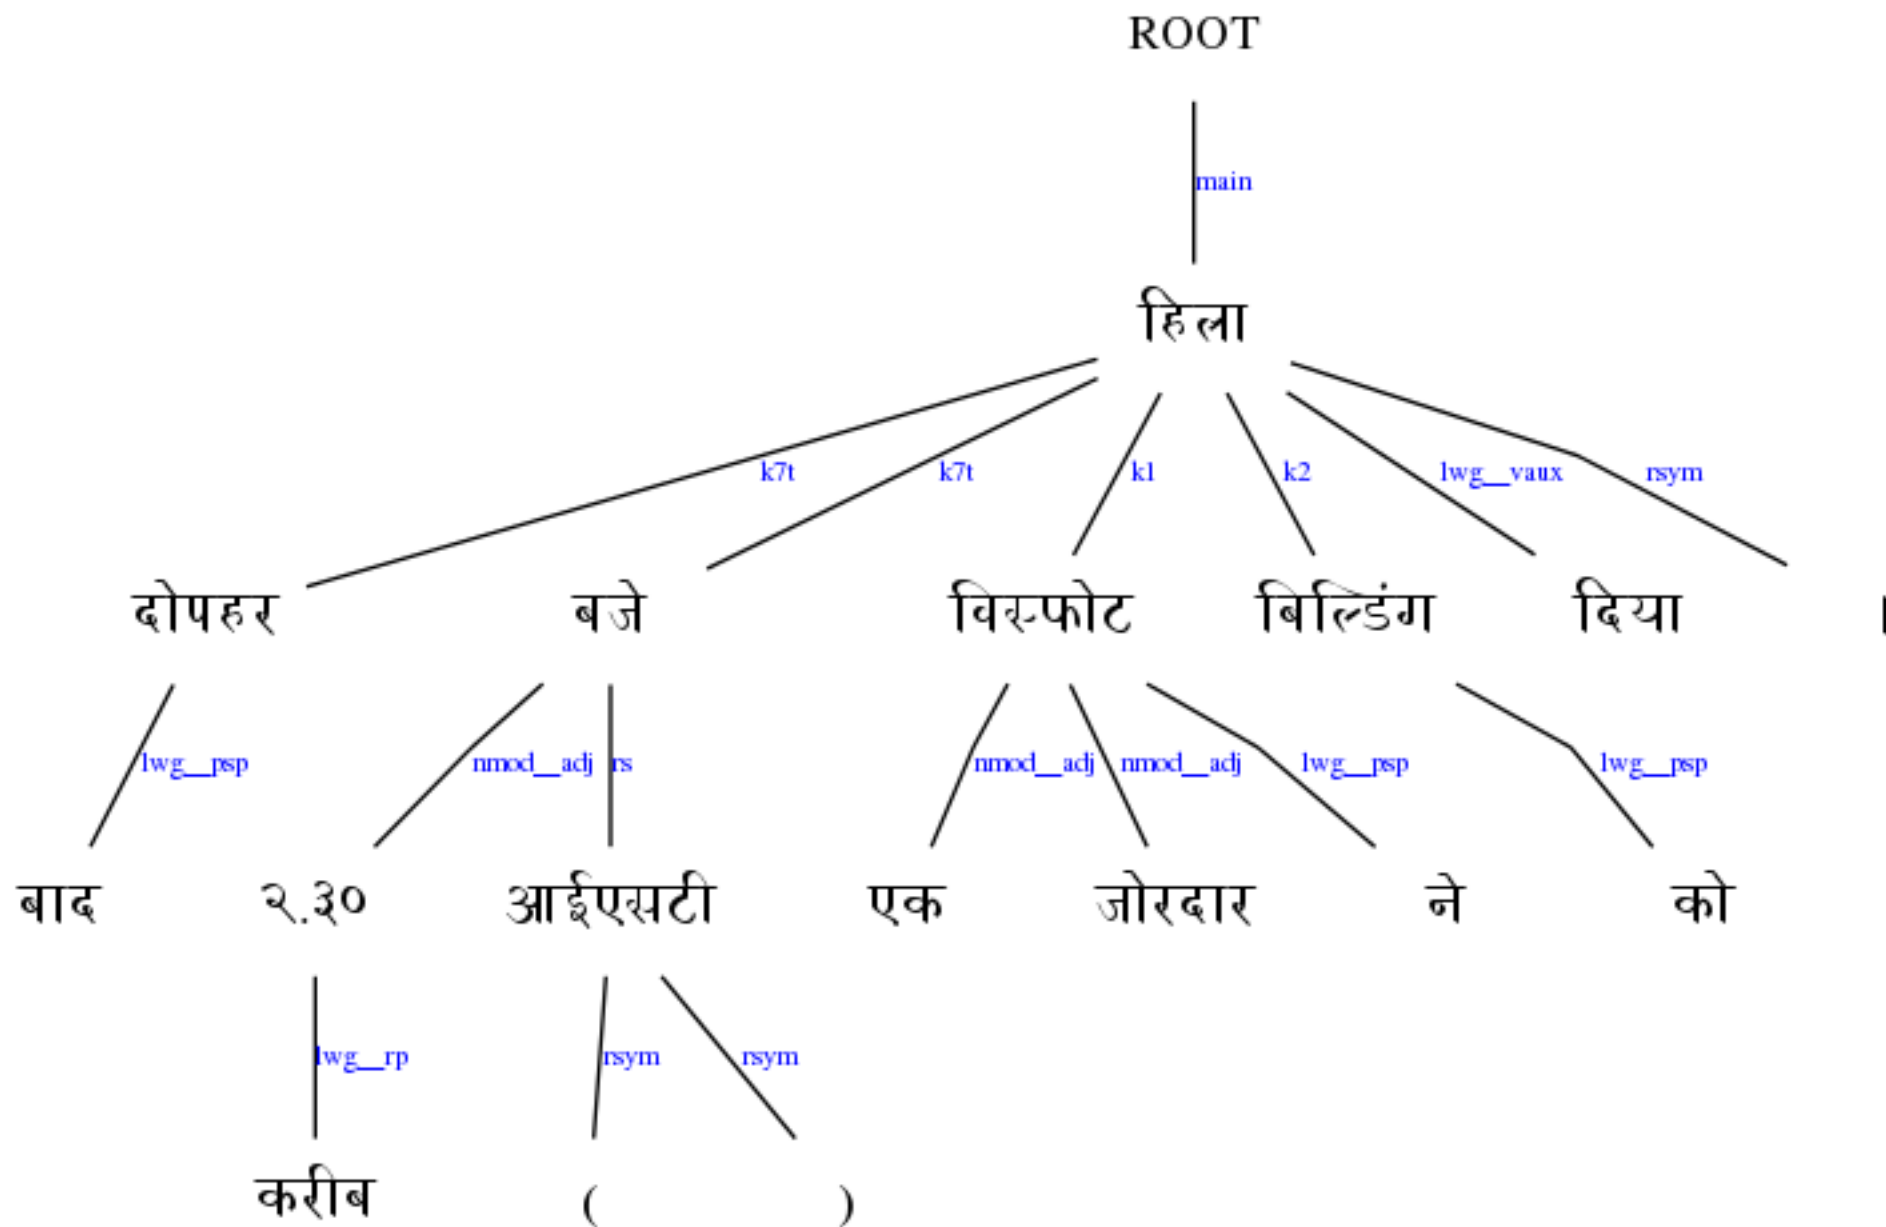 ROOT
main
हिला
k7t k7t k1 k2 lwg__vaux rsym
दोपहर बजे विस्फोट बिल्डिंग दिया ।
lwg__psp nmod__adj rs nmod__adj nmod__adj lwg__psp lwg__psp
बाद २.३० आईएसटी एक जोरदार ने को
lwg__rp rsym rsym
करीब ( )